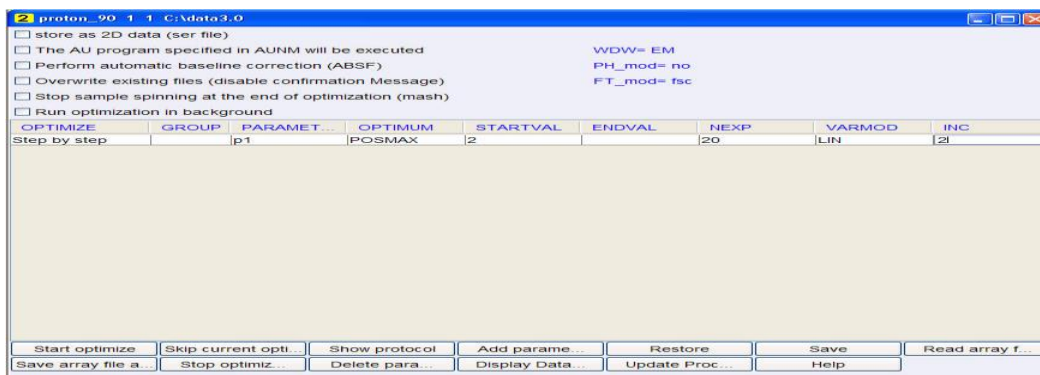 2 proton_90 1 1 C:\data3.0
store as 2D data (ser file)
The AU program specified in AUNM will be executed WDW= EM
Perform automatic baseline correction (ABSF) PH_mod= no
Overwrite existing files (disable confirmation Message) FT_mod= fsc
Stop sample spinning at the end of optimization (mash)
Run optimization in background
OPTIMIZE GROUP PARAMET... OPTIMUM STARTVAL ENDVAL NEXP VARMOD INC
Step by step p1 POSMAX 2 20 LIN 2
Start optimize Skip current opti... Show protocol Add parame... Restore Save Read array f...
Save array file a... Stop optimiz... Delete para... Display Data... Update Proc... Help